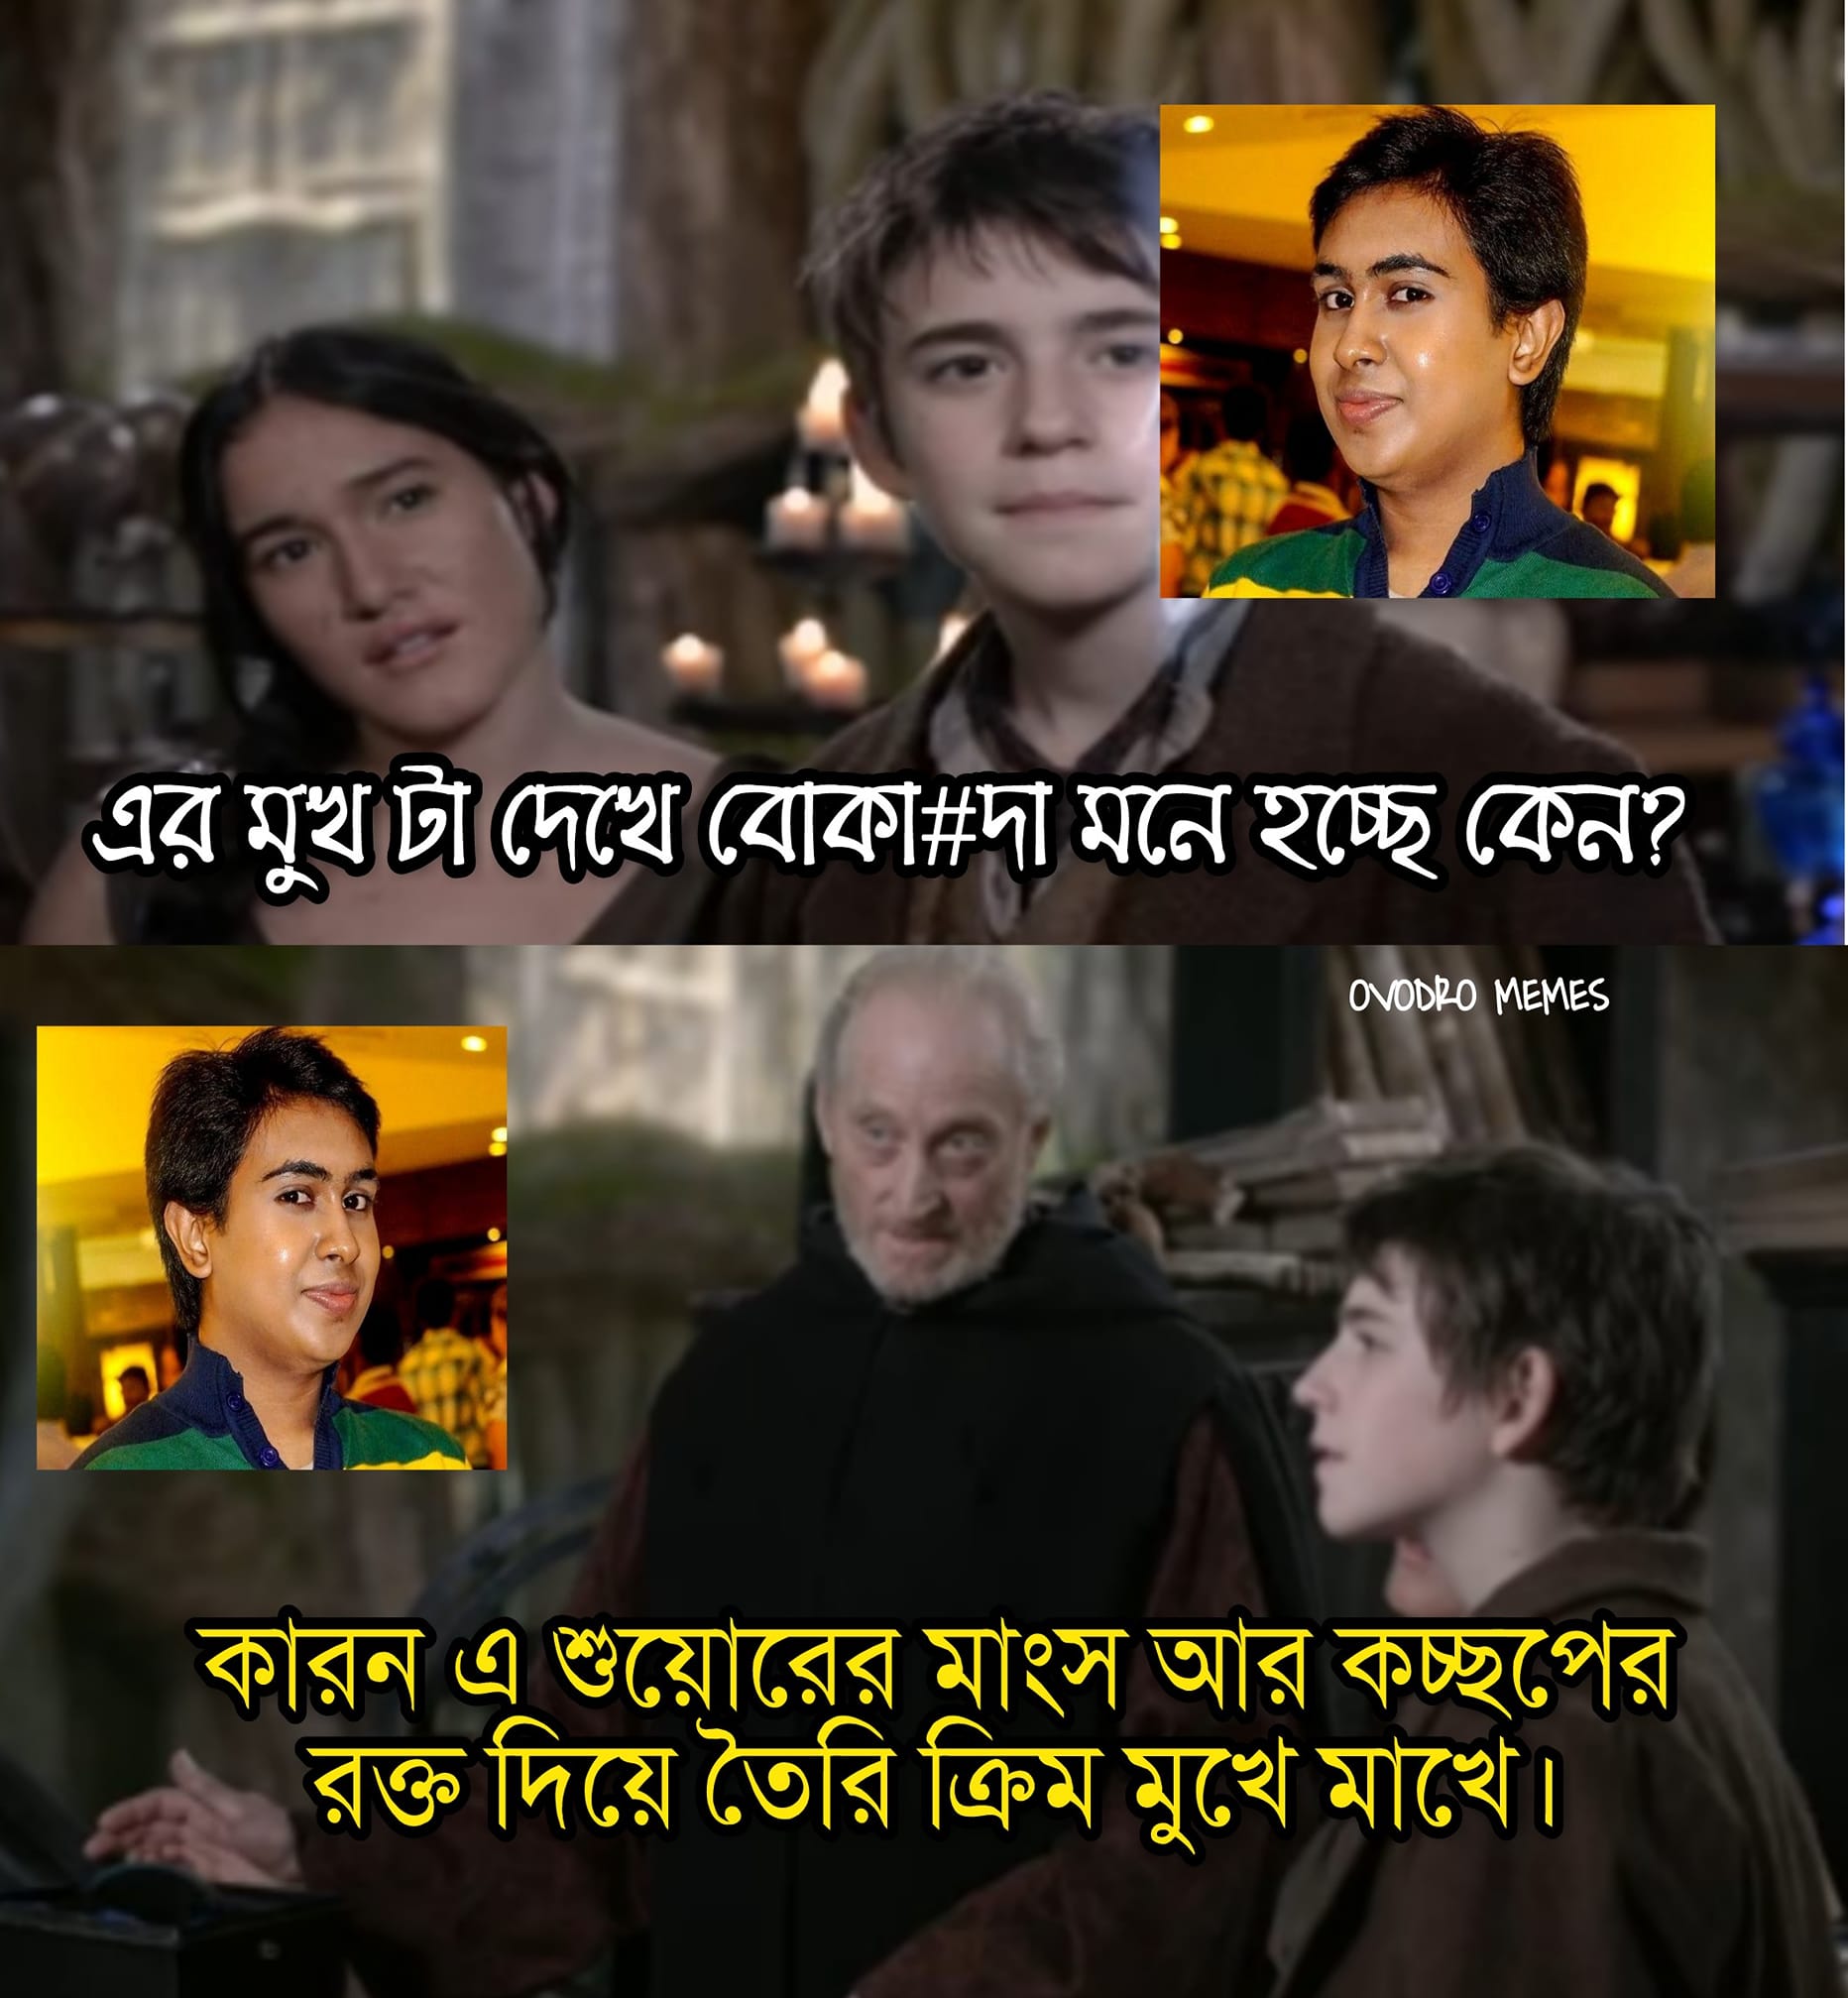 এর মুখ টা দেখে বোকা#দা মনে হচ্ছে কেন?
OVODRO MEMES
কারন এ শুয়োরের মাংস আর কচ্ছপের
রক্ত দিয়ে তৈরি ক্রিম মুখে মাখে।